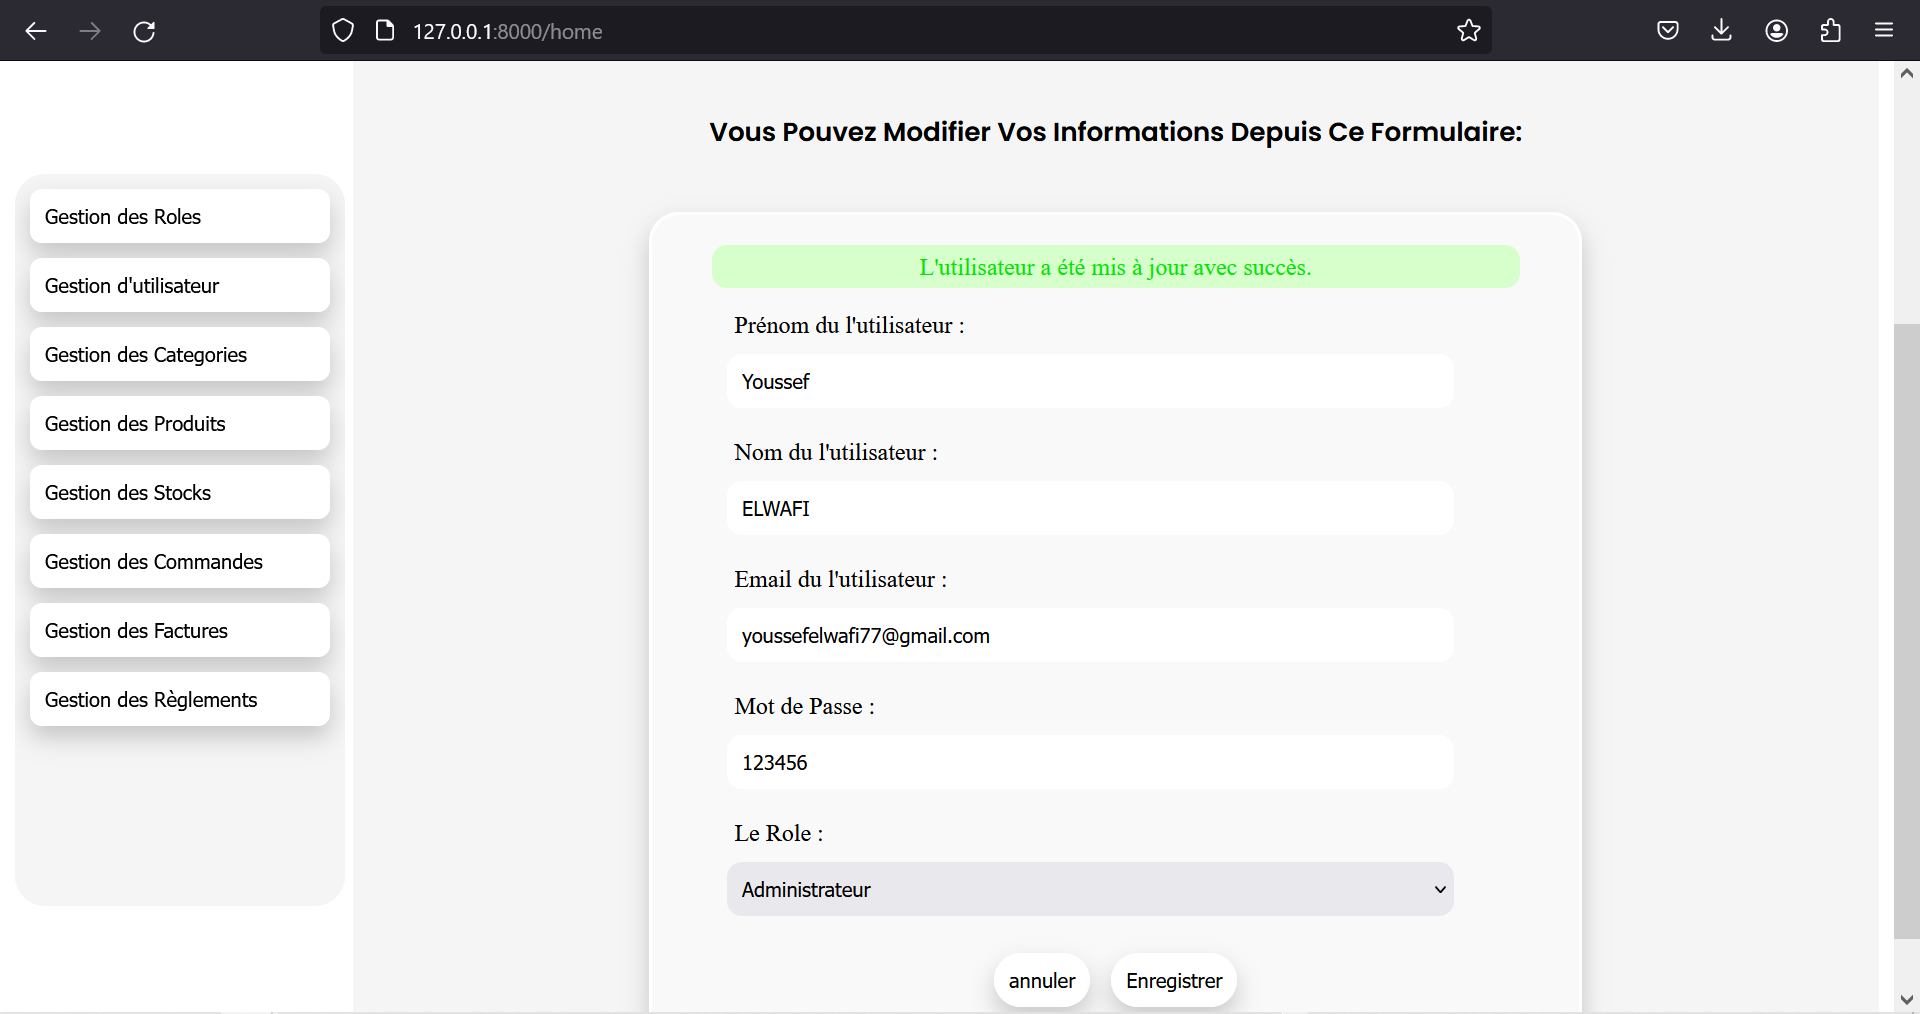 127.0.0.1:8000/home
Vous Pouvez Modifier Vos Informations Depuis Ce Formulaire:
Gestion des Roles
Gestion d'utilisateur
Gestion des Categories
Gestion des Produits
Gestion des Stocks
Gestion des Commandes
Gestion des Factures
Gestion des Règlements
L'utilisateur a été mis à jour avec succès.
Prénom du l'utilisateur :
Youssef
Nom du l'utilisateur :
ELWAFI
Email du l'utilisateur :
youssefelwafi77@gmail.com
Mot de Passe :
123456
Le Role :
Administrateur
annuler
Enregistrer